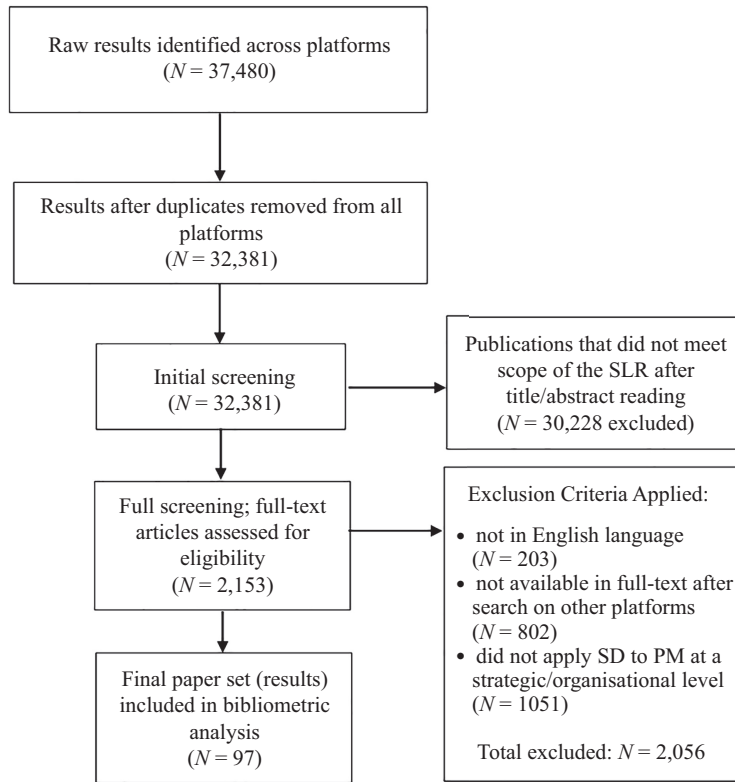 Raw results identified across platforms
(N = 37,480)
Results after duplicates removed from all
platforms
(N = 32,381)
Initial screening
(N = 32,381)
Publications that did not meet
scope of the SLR after
title/abstract reading
(N = 30,228 excluded)
Full screening; full-text
articles assessed for
eligibility
(N = 2,153)
Exclusion Criteria Applied:
• not in English language
(N = 203)
• not available in full-text after
search on other platforms
(N = 802)
• did not apply SD to PM at a
strategic/organisational level
(N = 1051)
Total excluded: N = 2,056
Final paper set (results)
included in bibliometric
analysis
(N = 97)